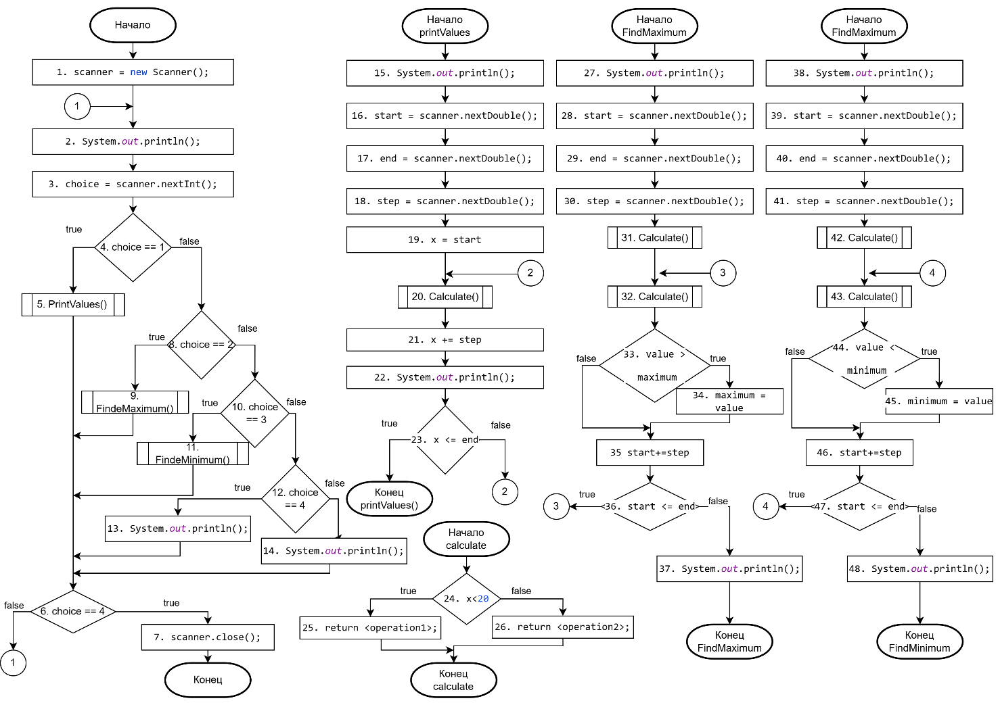 Начало
1. scanner = new Scanner();
1
2. System.out.println();
3. choice = scanner.nextInt();
true
false
4. choice == 1
5. PrintValues()
true
false
8. choice == 2
9.
FindeMaximum()
true
false
10. choice
== 3
11.
FindeMinimum()
true
false
12. choice
== 4
13. System.out.println();
14. System.out.println();
false
true
6. choice == 4
7. scanner.close();
1
Конец
Начало
printValues
15. System.out.println();
16. start = scanner.nextDouble();
17. end = scanner.nextDouble();
18. step = scanner.nextDouble();
19. x = start
2
20. Calculate()
21. x += step
22. System.out.println();
true
false
23. x <= end
Конец
printValues()
2
Начало
calculate
true
false
24. x<20
25. return <operation1>;
26. return <operation2>;
Конец
calculate
Начало
FindMaximum
27. System.out.println();
28. start = scanner.nextDouble();
29. end = scanner.nextDouble();
30. step = scanner.nextDouble();
31. Calculate()
3
32. Calculate()
false
true
33. value >
maximum
34. maximum =
value
35 start+=step
true
false
3
36. start <= end
37. System.out.println();
Конец
FindMaximum
Начало
FindMaximum
38. System.out.println();
39. start = scanner.nextDouble();
40. end = scanner.nextDouble();
41. step = scanner.nextDouble();
42. Calculate()
4
43. Calculate()
false
true
44. value <
minimum
45. minimum = value
46. start+=step
true
false
4
47. start <= end
48. System.out.println();
Конец
FindMinimum